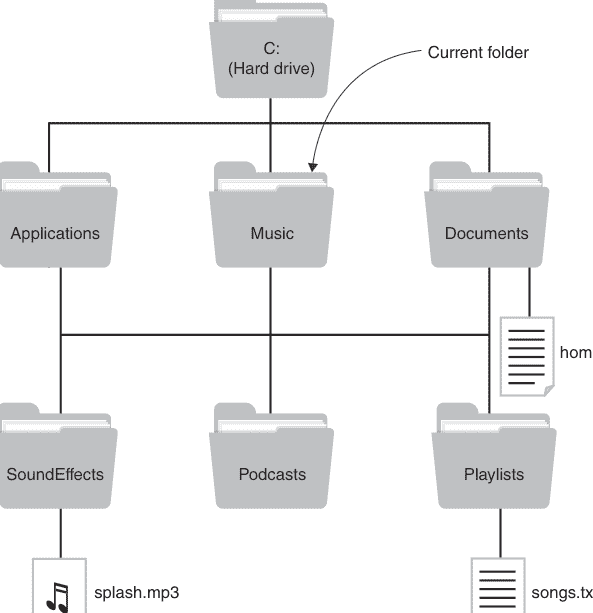 C:
(Hard drive)
Current folder
Applications
Music
Documents
hom
SoundEffects
Podcasts
Playlists
splash.mp3
songs.tx